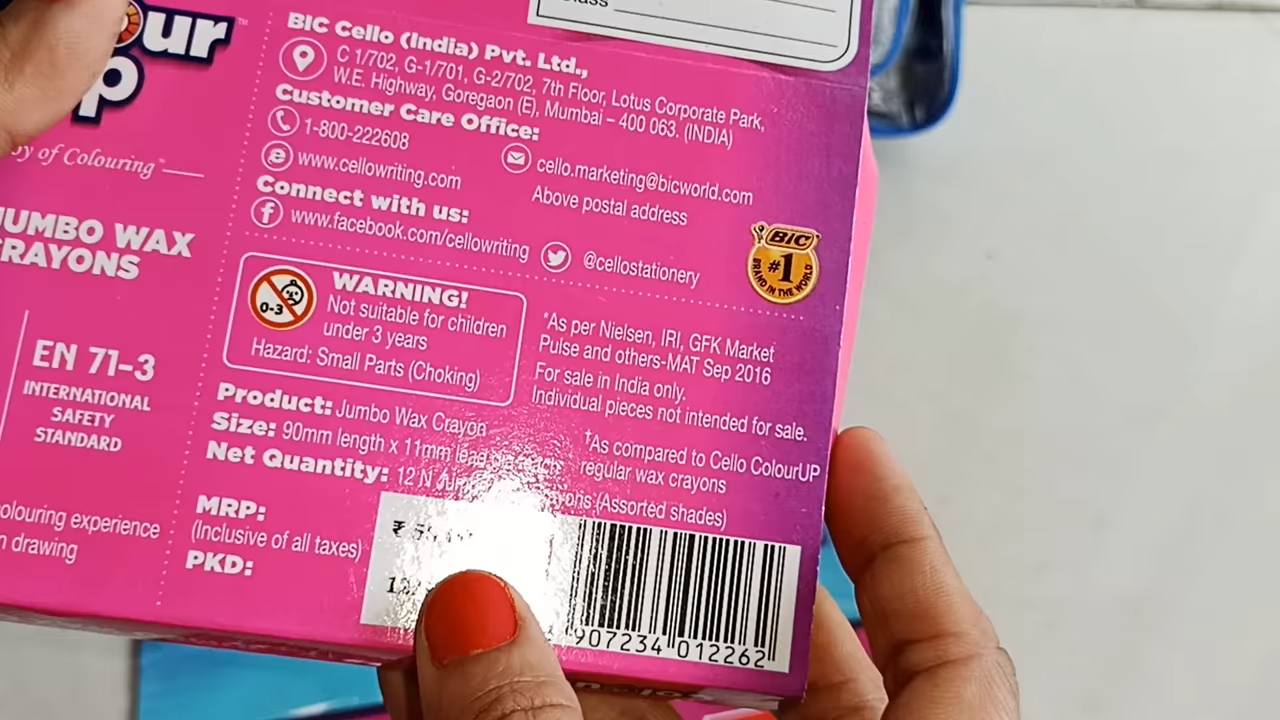 our
p
y of Colouring™
JUMBO WAX
CRAYONS
EN 71-3
INTERNATIONAL
SAFETY
STANDARD
colouring experience
n drawing
BIC Cello (India) Pvt. Ltd.,
C 1/702, G-1/701, G-2/702, 7th Floor, Lotus Corporate Park,
W.E. Highway, Goregaon (E), Mumbai – 400 063. (INDIA)
Customer Care Office:
1-800-222608
cello.marketing@bicworld.com
www.cellowriting.com
Above postal address
Connect with us:
www.facebook.com/cellowriting
@cellostationery
BIC
#1
BRAND IN THE WORLD
0-3
WARNING!
Not suitable for children
under 3 years
Hazard: Small Parts (Choking)
*As per Nielsen, IRI, GFK Market
Pulse and others-MAT Sep 2016
For sale in India only.
Individual pieces not intended for sale.
†As compared to Cello ColourUP
regular wax crayons
Product: Jumbo Wax Crayon
Size: 90mm length x 11mm
Net Quantity: 12 N (Assorted shades)
MRP:
(Inclusive of all taxes)
PKD:
₹
907234 012262